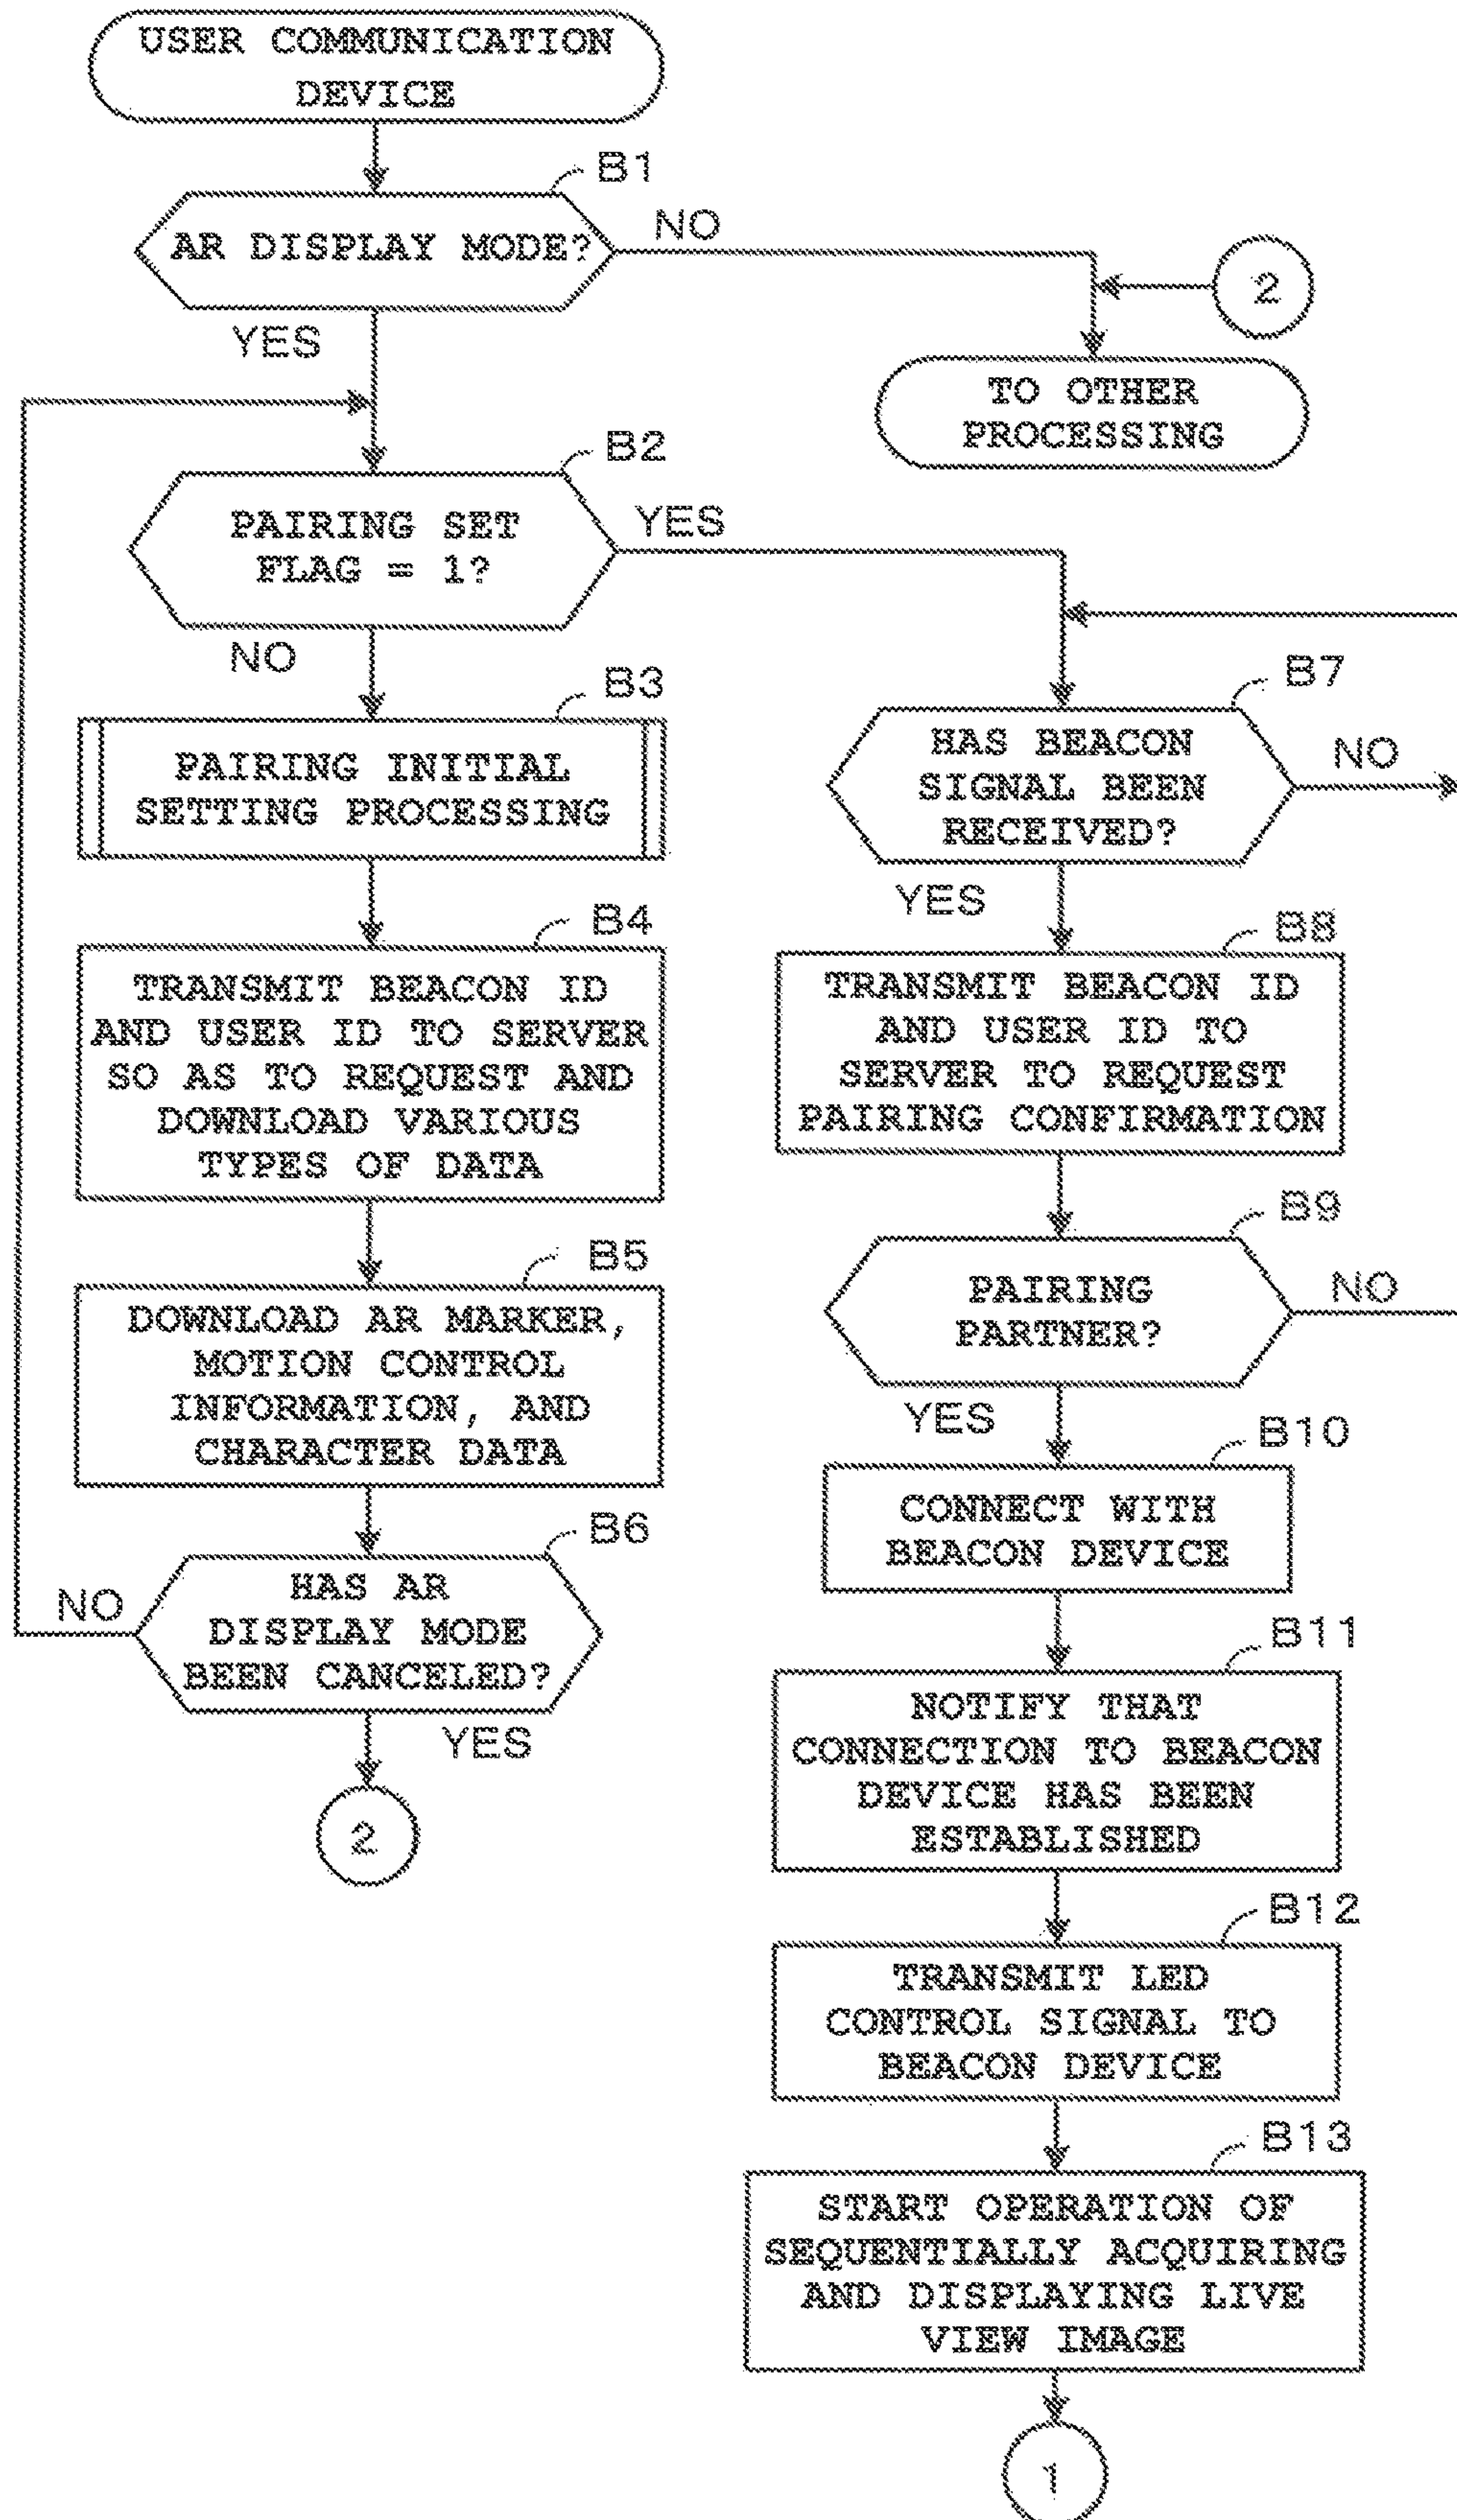 USER COMMUNICATION
DEVICE
B1
AR DISPLAY MODE?
NO
YES
2
TO OTHER
PROCESSING
B2
PAIRING SET
FLAG = 1?
YES
NO
B3
PAIRING INITIAL
SETTING PROCESSING
B4
TRANSMIT BEACON ID
AND USER ID TO SERVER
SO AS TO REQUEST AND
DOWNLOAD VARIOUS
TYPES OF DATA
B5
DOWNLOAD AR MARKER,
MOTION CONTROL
INFORMATION, AND
CHARACTER DATA
B6
HAS AR
DISPLAY MODE
BEEN CANCELED?
NO
YES
2
B7
HAS BEACON
SIGNAL BEEN
RECEIVED?
NO
YES
B8
TRANSMIT BEACON ID
AND USER ID TO
SERVER TO REQUEST
PAIRING CONFIRMATION
B9
PAIRING
PARTNER?
NO
YES
B10
CONNECT WITH
BEACON DEVICE
B11
NOTIFY THAT
CONNECTION TO BEACON
DEVICE HAS BEEN
ESTABLISHED
B12
TRANSMIT LED
CONTROL SIGNAL TO
BEACON DEVICE
B13
START OPERATION OF
SEQUENTIALLY ACQUIRING
AND DISPLAYING LIVE
VIEW IMAGE
1